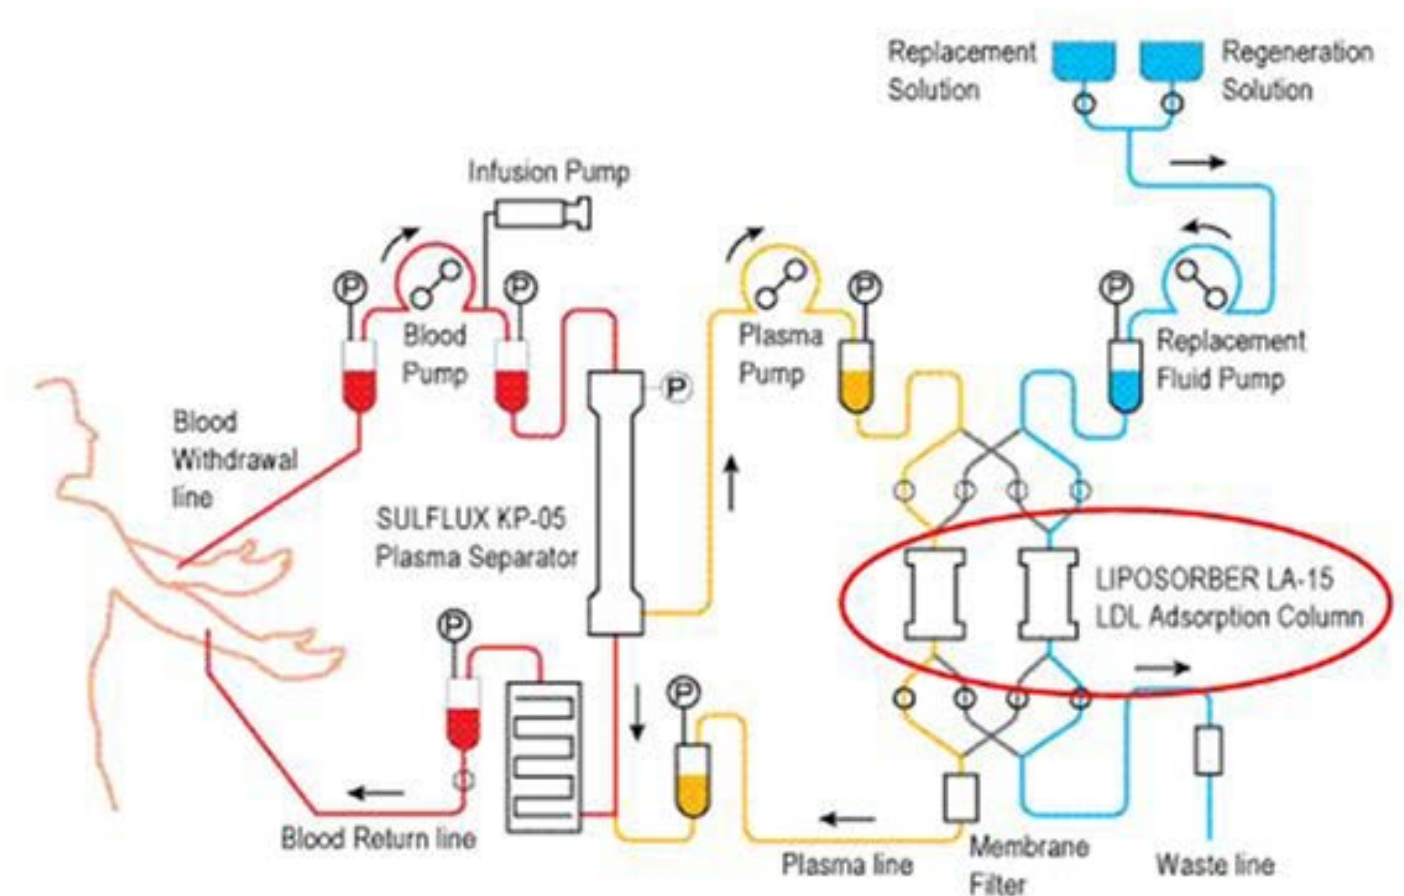 Replacement
Solution
Regeneration
Solution
Infusion Pump
P
P
Blood
Pump
P
Plasma
Pump
P
P
Replacement
Fluid Pump
Blood
Withdrawal
line
SULFLUX KP-05
Plasma Separator
LIPOSORBER LA-15
LDL Adsorption Column
P
P
Blood Return line
Plasma line
Membrane
Filter
Waste line